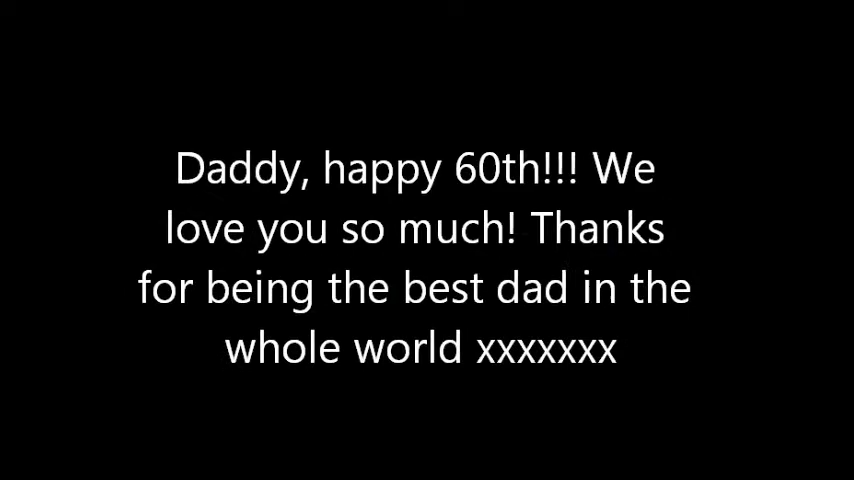 Daddy, happy 60th!!! We
love you so much! Thanks
for being the best dad in the
whole world xxxxxxx